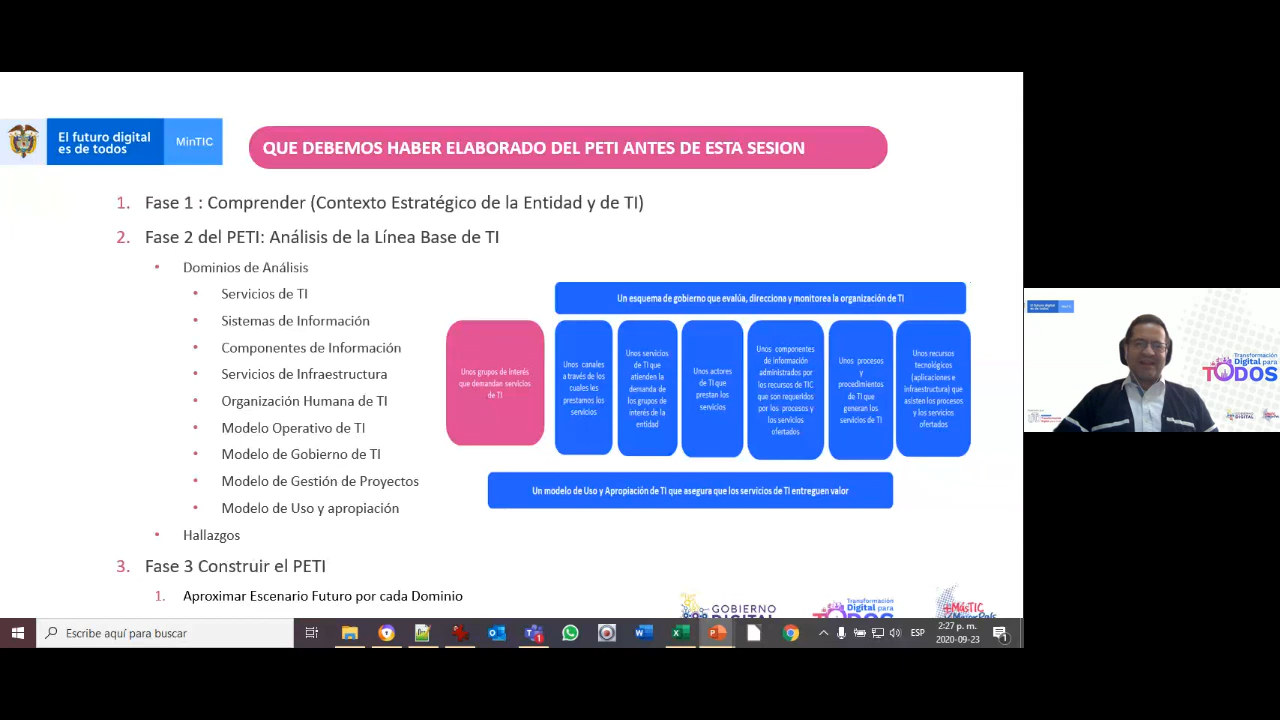 El futuro digital
es de todos
MinTIC
QUE DEBEMOS HABER ELABORADO DEL PETI ANTES DE ESTA SESION
1. Fase 1 : Comprender (Contexto Estratégico de la Entidad y de TI)
2. Fase 2 del PETI: Análisis de la Línea Base de TI
• Dominios de Análisis
• Servicios de TI
• Sistemas de Información
• Componentes de Información
• Servicios de Infraestructura
• Organización Humana de TI
• Modelo Operativo de TI
• Modelo de Gobierno de TI
• Modelo de Gestión de Proyectos
• Modelo de Uso y apropiación
• Hallazgos
3. Fase 3 Construir el PETI
1. Aproximar Escenario Futuro por cada Dominio
Un esquema de gobierno que evalúa, direcciona y monitorea la organización de TI
Unos grupos de Interés
que demandan servicios
de TI
Unos canales
a través de los
cuales les
prestamos los
servicios
Unos servicios
de TI que
atienden la
demanda de
los grupos de
interés de la
entidad
Unos actores
de TI que
prestan los
servicios
Unos componentes
de información
administrados por
los recursos de TIC
que son requeridos
por los procesos y
los servicios
ofertados
Unos procesos
y
procedimientos
de TI que
generan los
servicios de TI
Unos recursos
tecnológicos
(aplicaciones e
infraestructura) que
asisten los procesos
y los servicios
ofertados
Un modelo de Uso y Apropiación de TI que asegura que los servicios de TI entreguen valor
GOBIERNO
DIGITAL
Transformación
Digital para
TODOS
+MásTIC
MejorPaís
Escribe aquí para buscar
ESP
2:27 p. m.
2020-09-23
Transformación
Digital para
TODOS